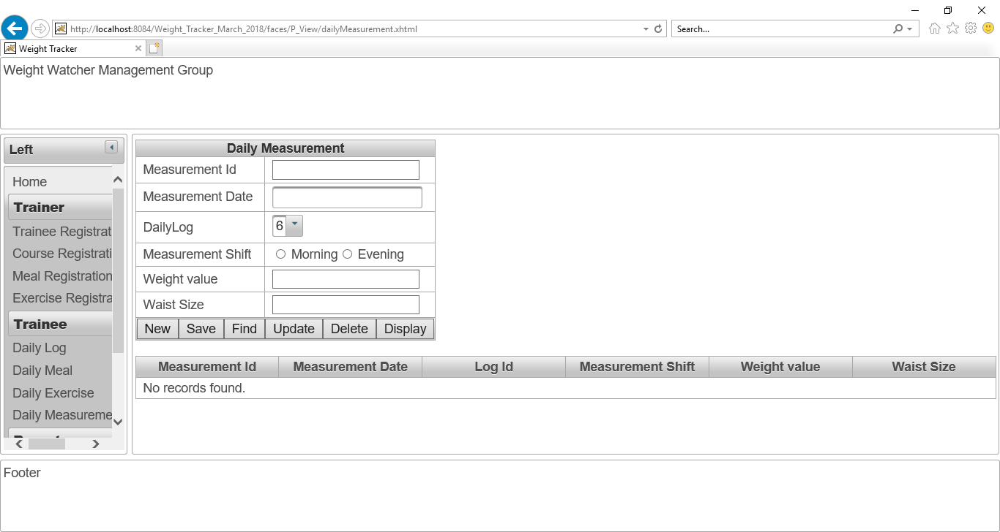 http://localhost:8084/Weight_Tracker_March_2018/faces/P_View/dailyMeasurement.xhtml
Search...
Weight Tracker
Weight Watcher Management Group
Left
Home
Trainer
Trainee Registrat
Course Registrati
Meal Registration
Exercise Registra
Trainee
Daily Log
Daily Meal
Daily Exercise
Daily Measureme
Daily Measurement
Measurement Id
Measurement Date
DailyLog 6
Measurement Shift Morning Evening
Weight value
Waist Size
New Save Find Update Delete Display
Measurement Id Measurement Date Log Id Measurement Shift Weight value Waist Size
No records found.
Footer